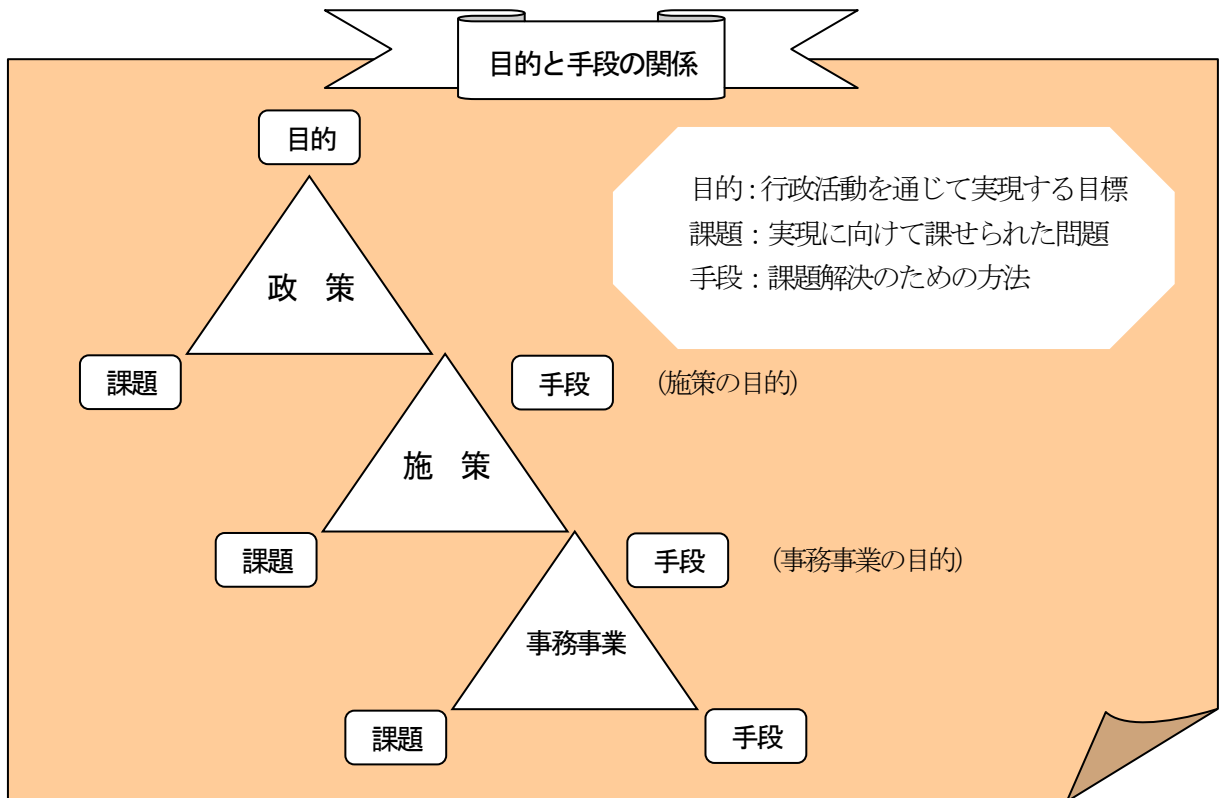 目的と手段の関係
目的
目的：行政活動を通じて実現する目標
課題：実現に向けて課せられた問題
手段：課題解決のための方法
政　策
課題
手段
(施策の目的)
施　策
課題
手段
(事務事業の目的)
事務事業
課題
手段